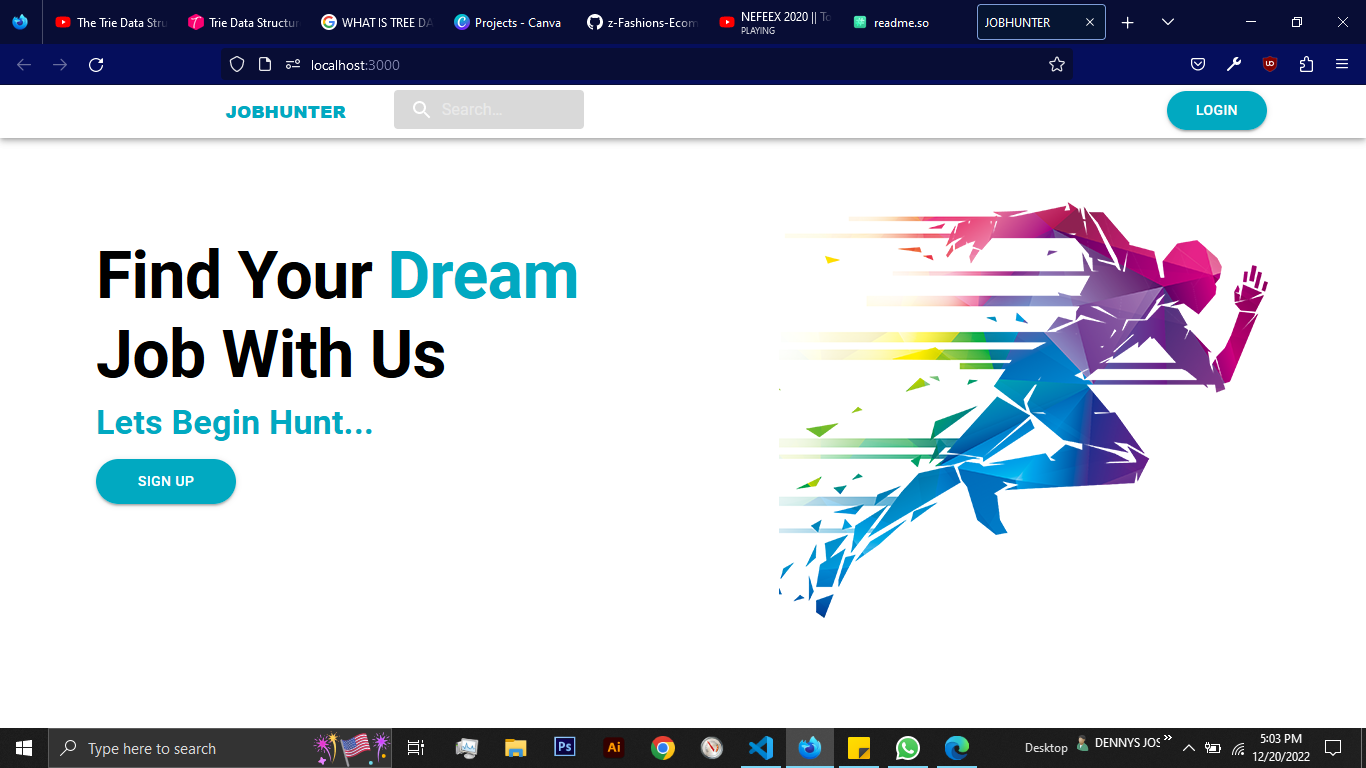 The Trie Data Stru
Trie Data Structur
WHAT IS TREE DA
Projects - Canva
z-Fashions-Ecom
NEFEEX 2020 || To
PLAYING
readme.so
JOBHUNTER
localhost:3000
JOBHUNTER
Search...
LOGIN
Find Your Dream
Job With Us
Lets Begin Hunt...
SIGN UP
Type here to search
Ps
Ai
Desktop
DENNYS JOS
5:03 PM
12/20/2022